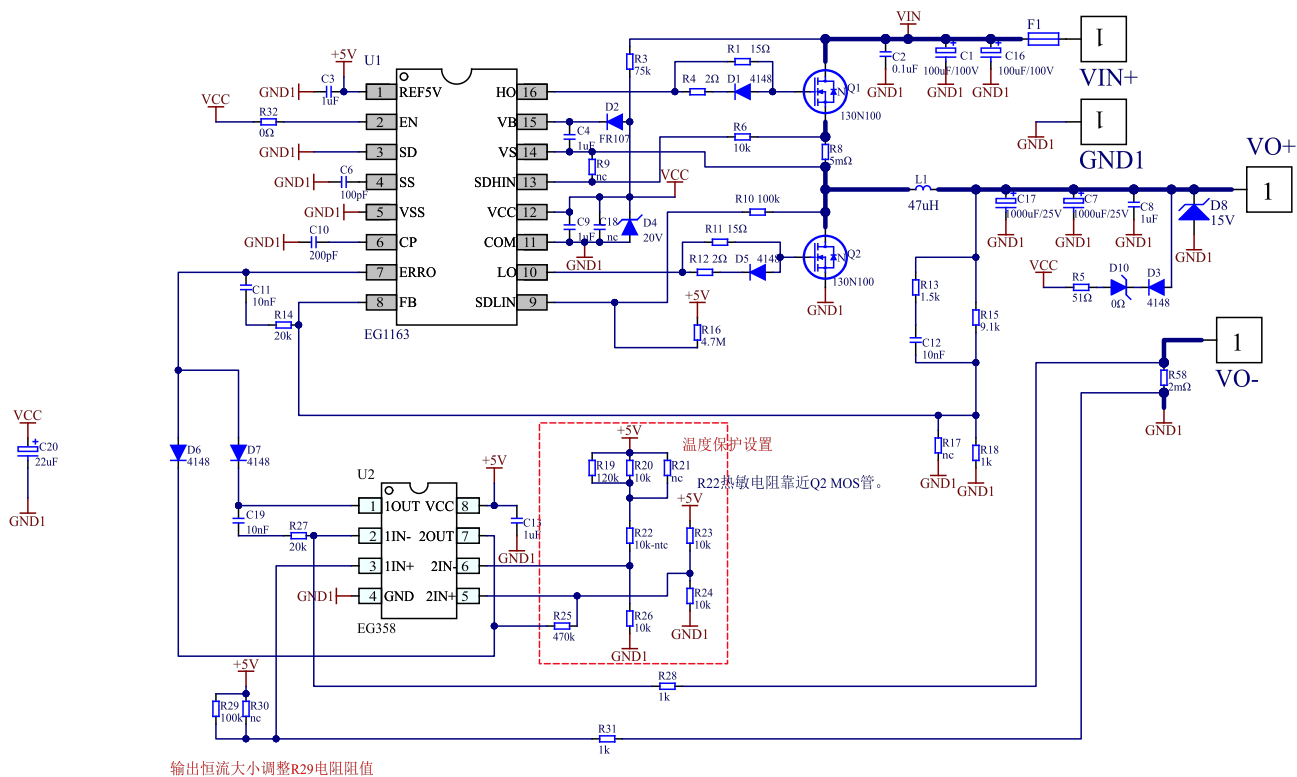 VIN
F1
1
VIN+
+5V
U1
R3
75k
R1 15Ω
C2
0.1uF
C1
100uF/100V
C16
100uF/100V
GND1
GND1
GND1
C3
1uF
GND1
1
REF5V
HO
16
R4 2Ω
D1 4148
Q1
130N100
1
GND1
GND1
VCC
R32
0Ω
2
EN
VB
15
D2
FR107
C4
1uF
R6
10k
GND1
3
SD
VS
14
R9
nc
R8
5mΩ
VO+
1
C6
100pF
GND1
4
SS
SDHIN
13
VCC
L1
47uH
GND1
5
VSS
VCC
12
C9
1uF
C18
nc
D4
20V
R10 100k
C17
1000uF/25V
C7
1000uF/25V
C8
1uF
D8
15V
GND1
GND1
GND1
GND1
C10
200pF
GND1
6
CP
COM
11
GND1
R11 15Ω
R12 2Ω
D5 4148
Q2
130N100
GND1
7
ERRO
LO
10
VCC
R5
51Ω
D10
0Ω
D3
4148
C11
10nF
8
FB
SDLIN
9
+5V
R16
4.7M
R13
1.5k
R14
20k
EG1163
R15
9.1k
C12
10nF
1
VO-
R58
2mΩ
GND1
VCC
C20
22uF
GND1
D6
4148
D7
4148
+5V
温度保护设置
R17
nc
GND1
R18
1k
GND1
R19
120k
R20
10k
R21
nc
R22热敏电阻靠近Q2 MOS管。
U2
+5V
+5V
1
1OUT
VCC
8
C19
10nF
C13
1uF
GND1
R27
20k
2
1IN-
2OUT
7
R22
10k-ntc
R23
10k
3
1IN+
2IN-
6
GND1
4
GND
2IN+
5
R24
10k
GND1
EG358
R25
470k
R26
10k
GND1
+5V
R28
1k
R29
100k
R30
nc
R31
1k
输出恒流大小调整R29电阻阻值